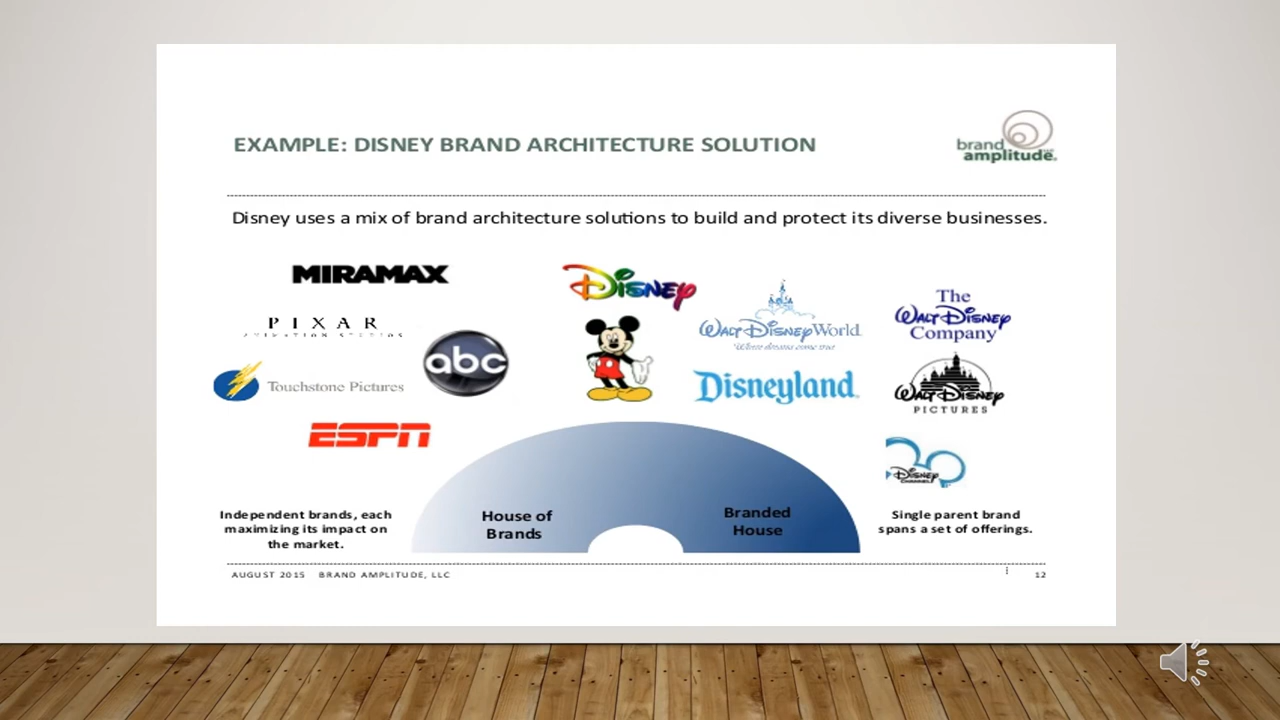 EXAMPLE: DISNEY BRAND ARCHITECTURE SOLUTION
brand
amplitude.
Disney uses a mix of brand architecture solutions to build and protect its diverse businesses.
MIRAMAX
PIXAR
ANIMATION STUDIOS
abc
Touchstone Pictures
ESPN
Disney
Walt Disney World
Disneyland
The
Walt Disney
Company
Walt Disney
PICTURES
Disney
CHANNEL
Independent brands, each
maximizing its impact on
the market.
House of
Brands
Branded
House
Single parent brand
spans a set of offerings.
AUGUST 2015 BRAND AMPLITUDE, LLC
12